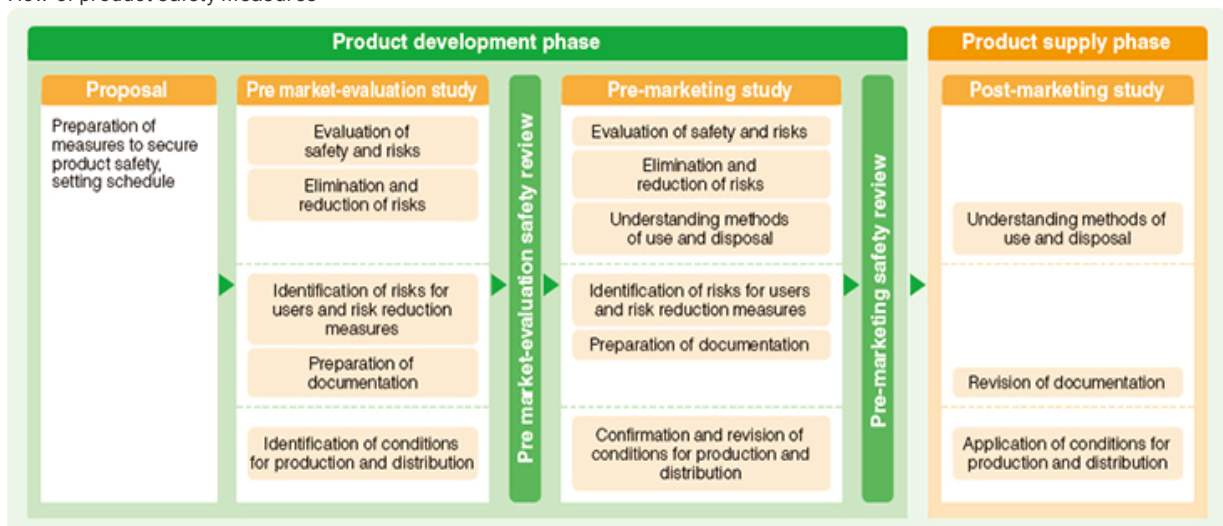 Flow of product safety measures
Product development phase
Product supply phase
Proposal
Preparation of
measures to secure
product safety,
setting schedule
Pre market-evaluation study
Evaluation of
safety and risks
Elimination and
reduction of risks
Identification of risks for
users and risk reduction
measures
Preparation of
documentation
Identification of conditions
for production and distribution
Pre market-evaluation safety review
Pre-marketing study
Evaluation of safety and risks
Elimination and
reduction of risks
Understanding methods
of use and disposal
Identification of risks for users
and risk reduction measures
Preparation of documentation
Confirmation and revision of
conditions for production and
distribution
Pre-marketing safety review
Post-marketing study
Understanding methods of
use and disposal
Revision of documentation
Application of conditions for
production and distribution